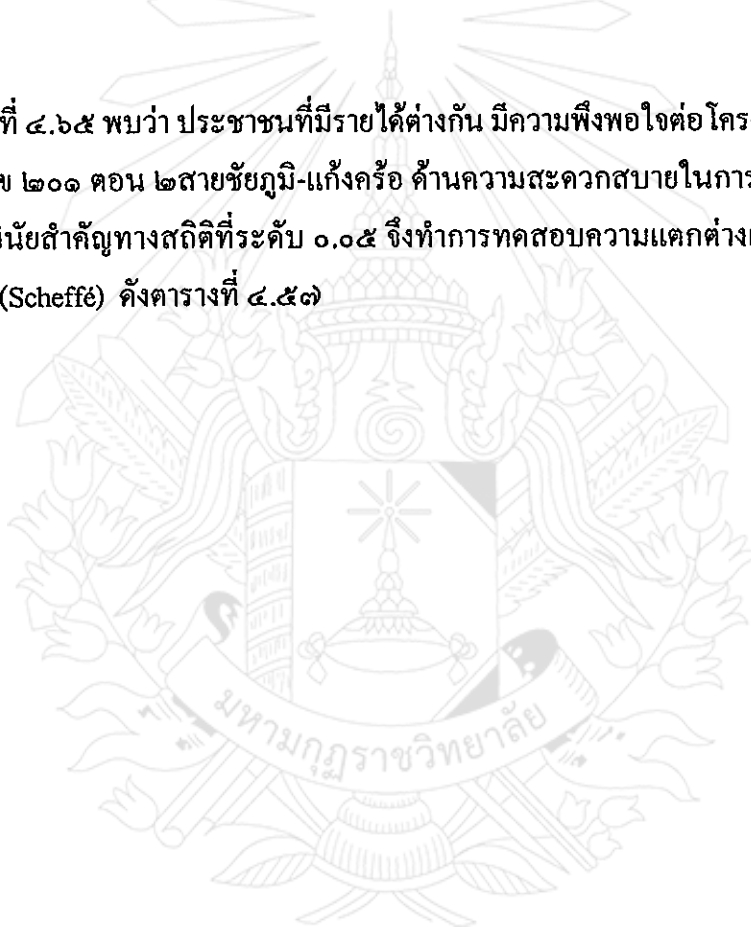 ที่ ๔.๖๕ พบว่า ประชาชนที่มีรายได้ต่างกัน มีความพึงพอใจต่อโครง
ข ๒๐๑ ตอน ๒สายชัยภูมิ-แก้งคร้อ ด้านความสะดวกสบายในการ
นัยสำคัญทางสถิติที่ระดับ ๐.๐๕ จึงทำการทดสอบความแตกต่าง
(Scheffé) ดังตารางที่ ๔.๕๗
มหามกุฏราชวิทยาลัย